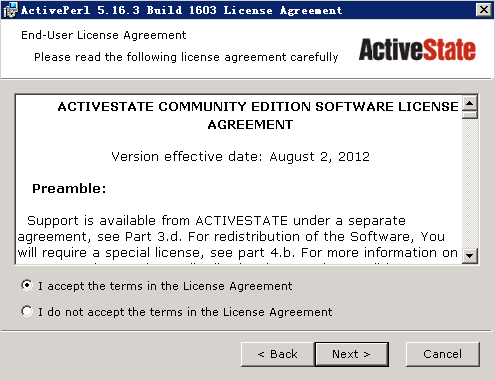 ActivePerl 5.16.3 Build 1603 License Agreement
End-User License Agreement
Please read the following license agreement carefully
ActiveState
ACTIVESTATE COMMUNITY EDITION SOFTWARE LICENSE
AGREEMENT
Version effective date: August 2, 2012
Preamble:
Support is available from ACTIVESTATE under a separate
agreement, see Part 3.d. For redistribution of the Software, You
will require a special license, see part 4.b. For more information on
I accept the terms in the License Agreement
I do not accept the terms in the License Agreement
< Back
Next >
Cancel